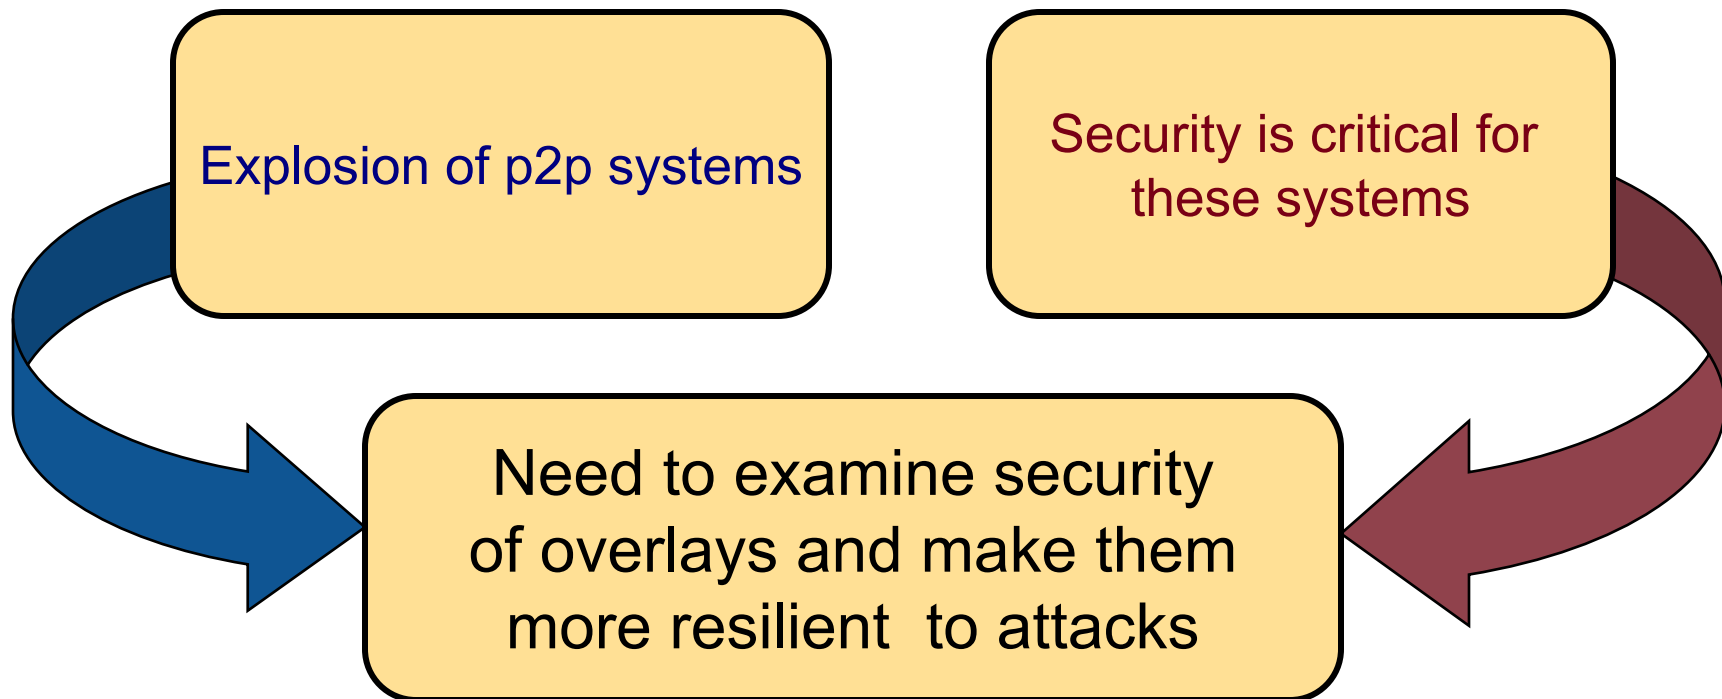 Explosion of p2p systems
Security is critical for
these systems
Need to examine security
of overlays and make them
more resilient  to attacks